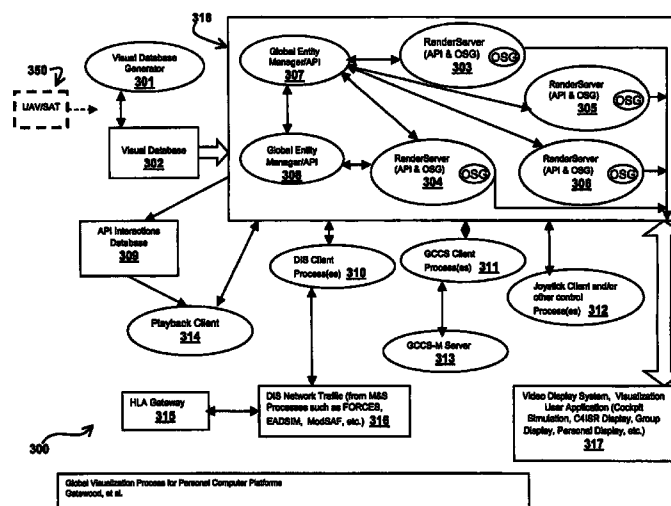 318
350
UAV/SAT
Visual Database
Generator
301
Visual Database
302
Global Entity
Manager/API
307
Global Entity
Manager/API
308
RenderServer
(API & OSG)
303
OSG
RenderServer
(API & OSG)
305
OSG
RenderServer
(API & OSG)
304
OSG
RenderServer
(API & OSG)
306
OSG
API Interactions
Database
309
Playback Client
314
DIS Client
Process(es) 310
GCCS Client
Process(es) 311
Joystick Client and/or
other control
Process(es) 312
GCCS-M Server
313
HLA Gateway
315
DIS Network Traffic (from M&S
Processes such as FORCES,
EADSIM, ModSAF, etc.) 316
Video Display System, Visualization
User Application (Cockpit
Simulation, C4ISR Display, Group
Display, Personal Display, etc.)
317
300
Global Visualization Process for Personal Computer Platforms
Gatewood, et al.